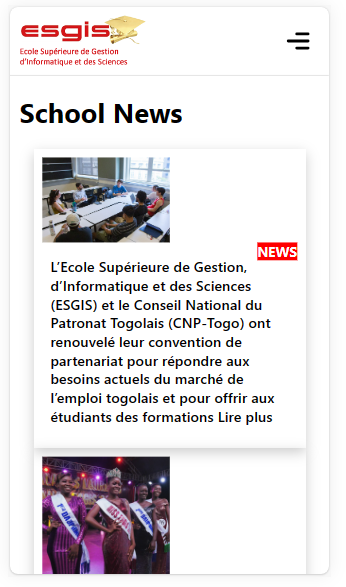 esgis
Ecole Supérieure de Gestion
d'Informatique et des Sciences
School News
NEWS
L'Ecole Supérieure de Gestion,
d'Informatique et des Sciences
(ESGIS) et le Conseil National du
Patronat Togolais (CNP-Togo) ont
renouvelé leur convention de
partenariat pour répondre aux
besoins actuels du marché de
l'emploi togolais et pour offrir aux
étudiants des formations Lire plus